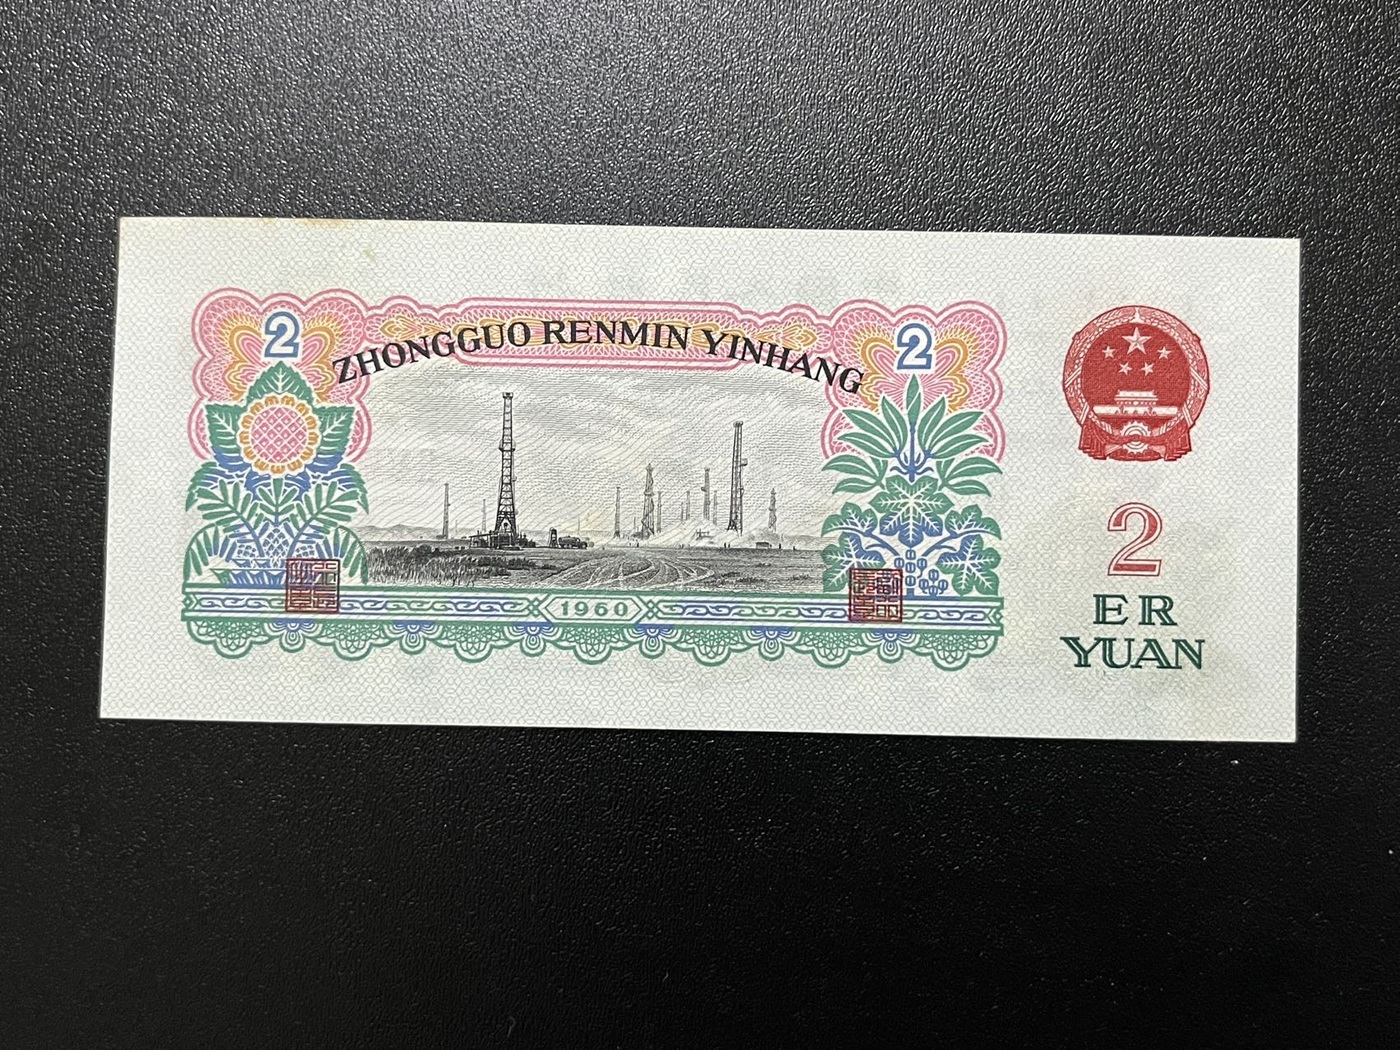 2
2
ZHONGGUO RENMIN YINHANG
1960
2
ER
YUAN